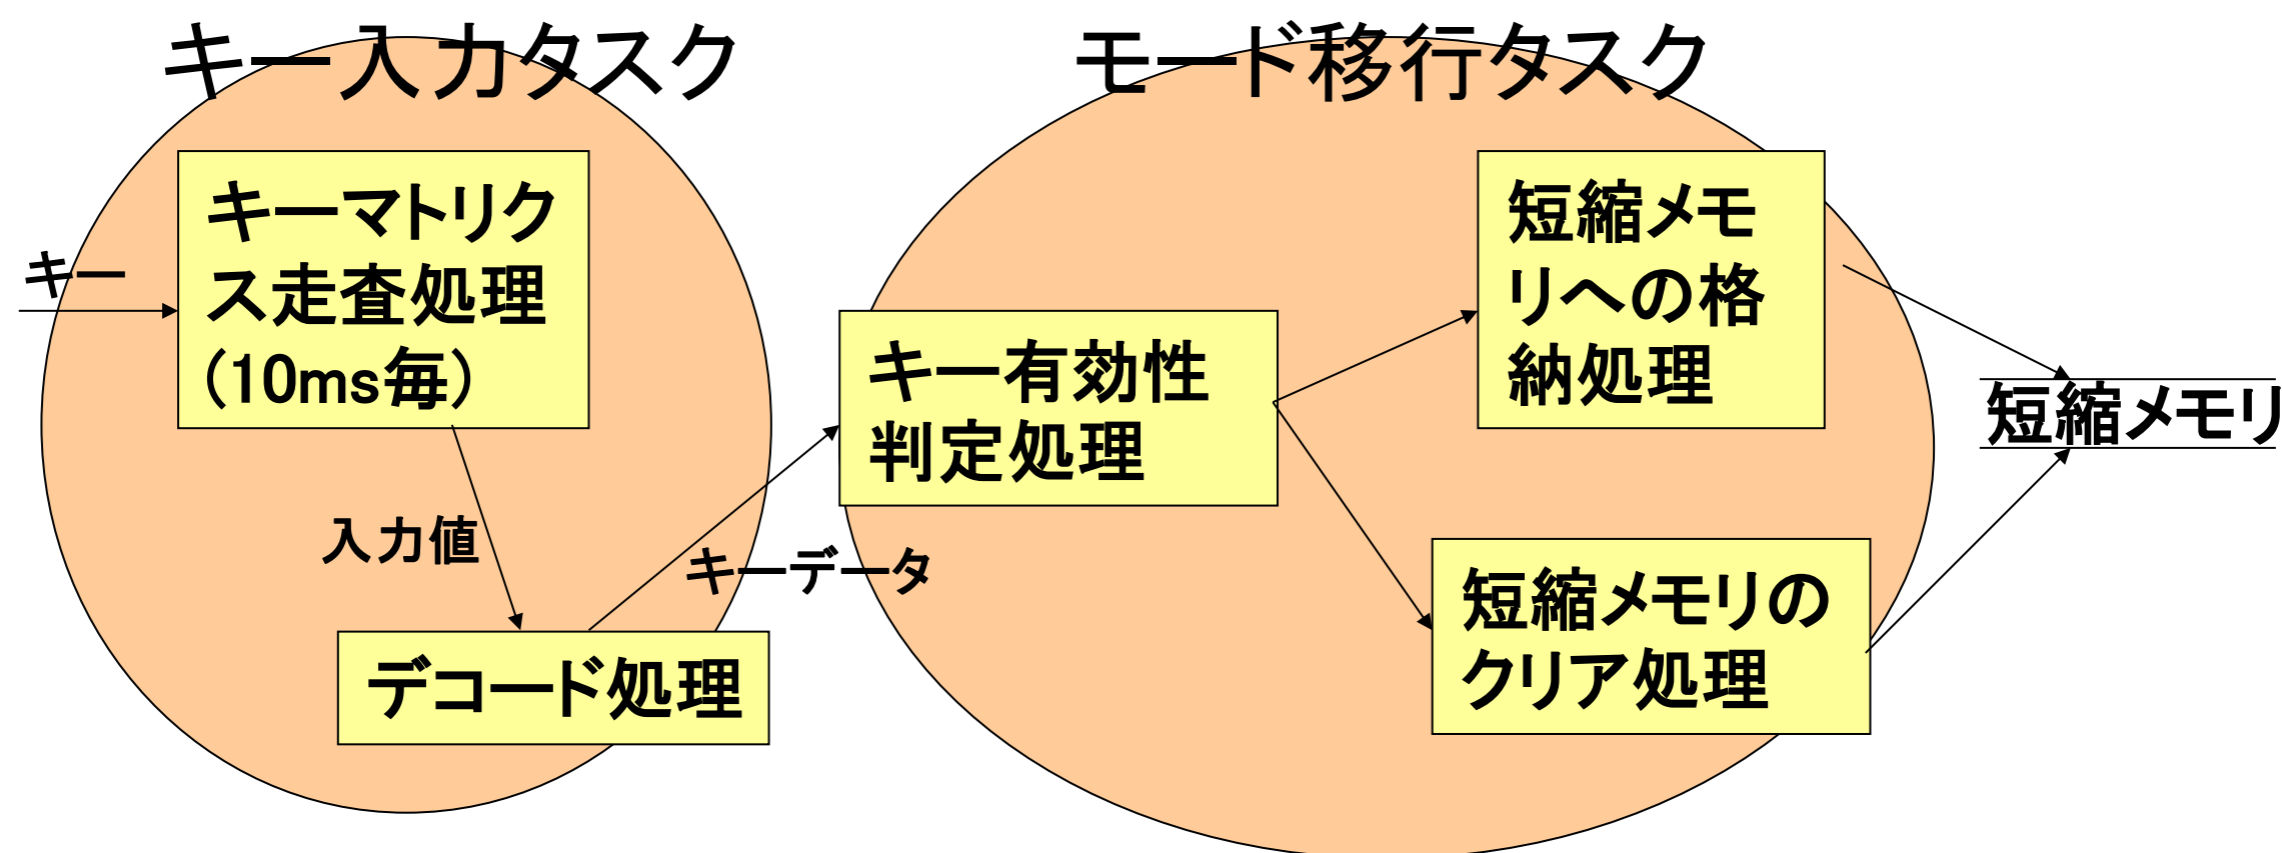 キー入力タスク
モード移行タスク
キー
キーマトリク
ス走査処理
(10ms毎)
入力値
デコード処理
キーデータ
キー有効性
判定処理
短縮メモ
リへの格
納処理
短縮メモリの
クリア処理
短縮メモリ